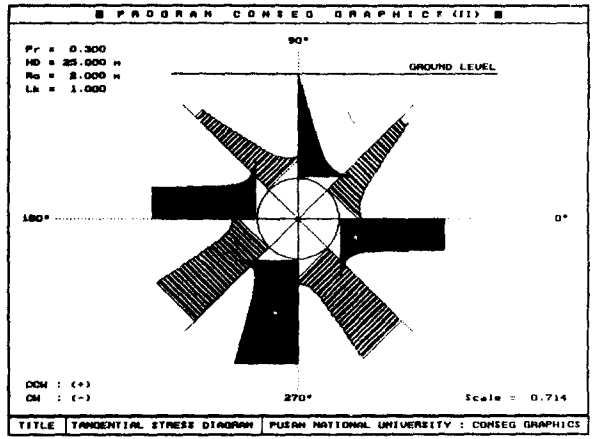 PROGRAM CONSEG GRAPHICS (II)
90°
Pr = 0.300
HD = 25.000 m
Ro = 2.000 m
Lk = 1.000
GROUND LEVEL
180°
0°
CCW : (+)
CW : (-)
270°
Scale = 0.714
TITLE TANGENTIAL STRESS DIAGRAM PUSAN NATIONAL UNIVERSITY : CONSEG GRAPHICS